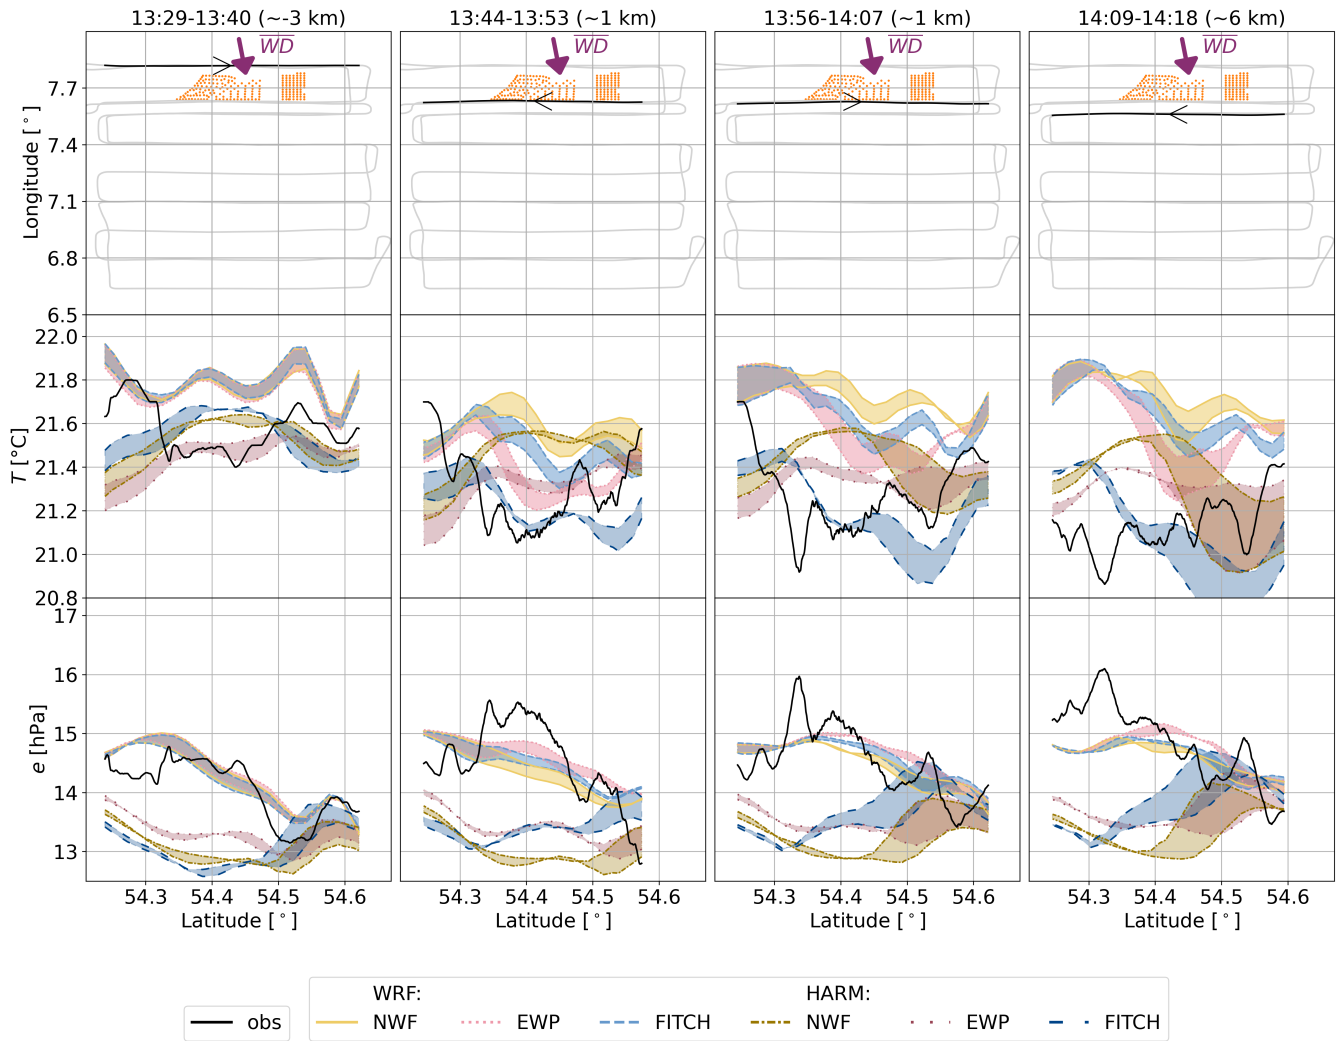 13:29-13:40 (~-3 km) 13:44-13:53 (~1 km) 13:56-14:07 (~1 km) 14:09-14:18 (~6 km)
WD WD WD WD
Longitude [°]
7.7
7.4
7.1
6.8
6.5
T [°C]
22.0
21.8
21.6
21.4
21.2
21.0
20.8
e [hPa]
17
16
15
14
13
54.3 54.4 54.5 54.6 54.3 54.4 54.5 54.6 54.3 54.4 54.5 54.6 54.3 54.4 54.5 54.6
Latitude [°] Latitude [°] Latitude [°] Latitude [°]
WRF: HARM:
obs NWF EWP FITCH NWF EWP FITCH